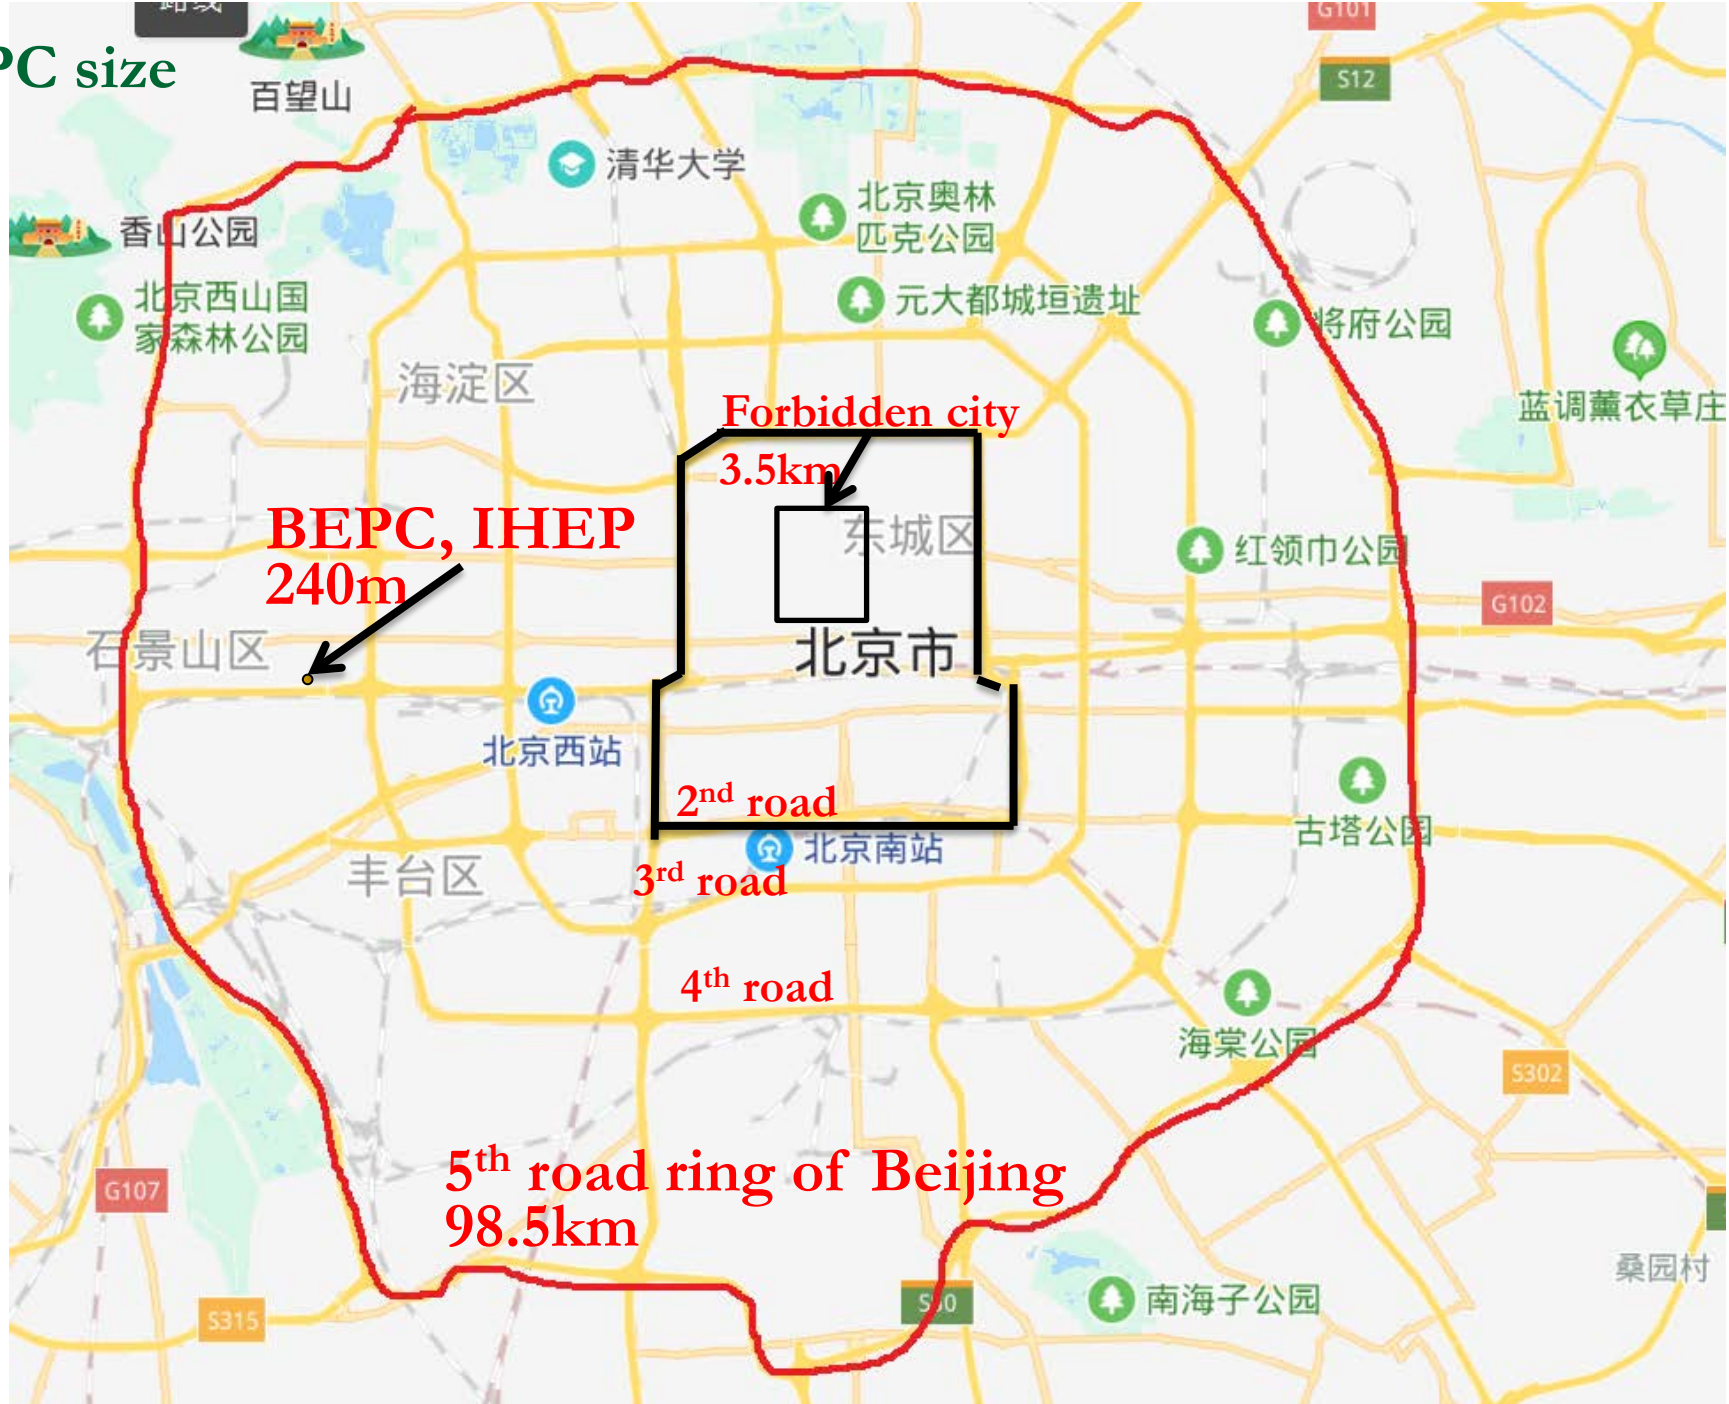 路线
G101
PC size
S12
百望山
清华大学
北京奥林
匹克公园
香山公园
北京西山国
家森林公园
元大都城垣遗址
将府公园
海淀区
蓝调薰衣草庄
Forbidden city
3.5km
BEPC, IHEP
240m
东城区
红领巾公园
G102
石景山区
北京市
北京西站
2nd road
古塔公园
北京南站
丰台区
3rd road
4th road
海棠公园
S302
5th road ring of Beijing
98.5km
G107
桑园村
南海子公园
S315